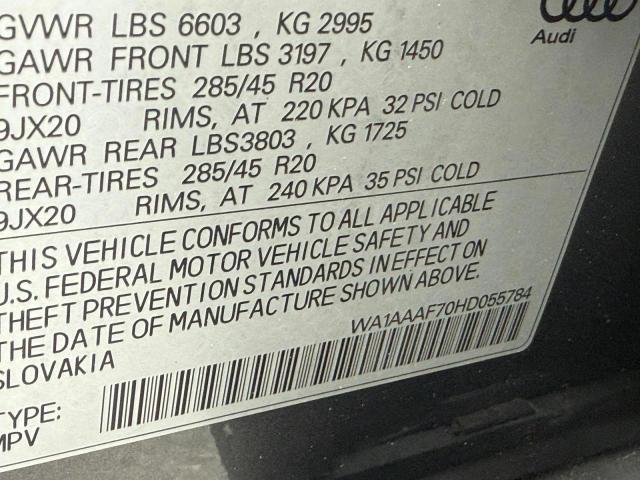 GVWR LBS 6603 , KG 2995
GAWR FRONT LBS 3197 , KG 1450
FRONT-TIRES 285/45 R20
9JX20 RIMS, AT 220 KPA 32 PSI COLD
GAWR REAR LBS3803 , KG 1725
REAR-TIRES 285/45 R20
9JX20 RIMS, AT 240 KPA 35 PSI COLD
THIS VEHICLE CONFORMS TO ALL APPLICABLE
U.S. FEDERAL MOTOR VEHICLE SAFETY AND
THEFT PREVENTION STANDARDS IN EFFECT ON
THE DATE OF MANUFACTURE SHOWN ABOVE.
SLOVAKIA
WA1AAAF70HD055784
TYPE:
MPV
Audi